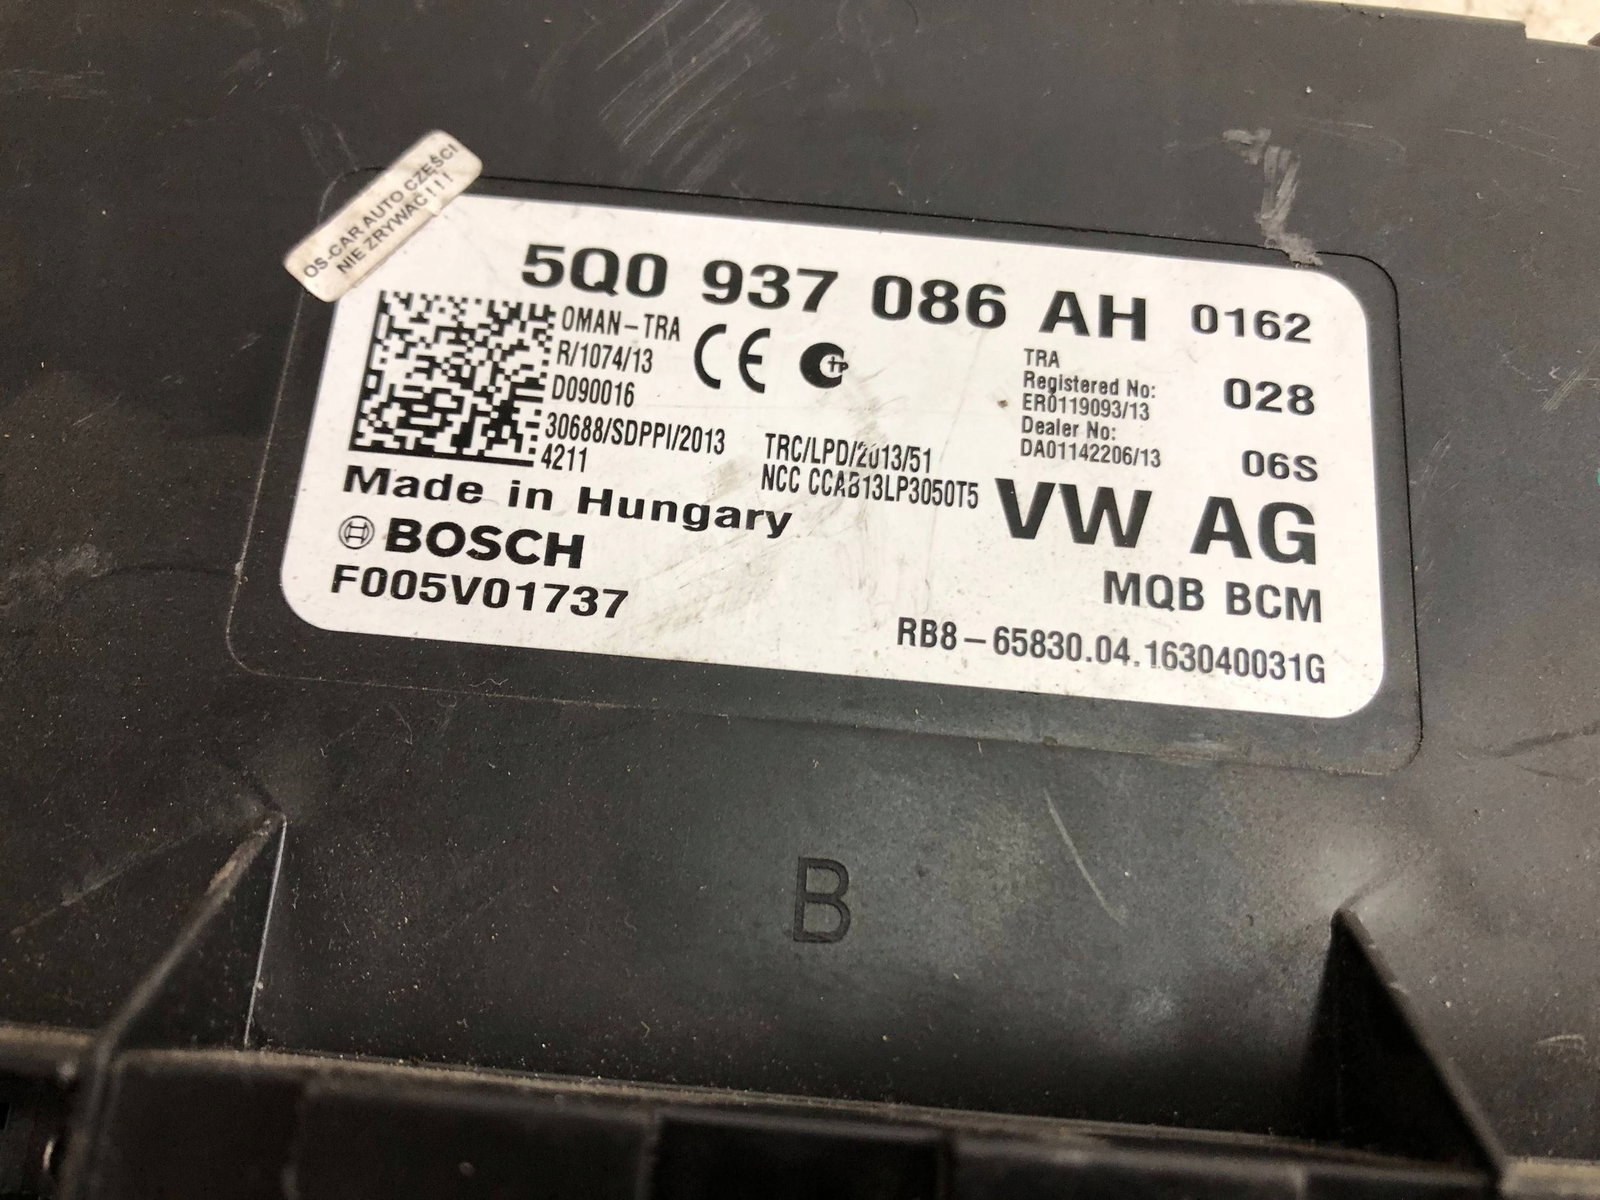 OS-CAR AUTO CZĘŚCI
NIE ZRYWAĆ!!!
5Q0 937 086 AH 0162
OMAN-TRA
R/1074/13
D090016
30688/SDPPI/2013
4211
CE
TP
TRC/LPD/2013/51
NCC CCAB13LP3050T5
TRA
Registered No:
ER0119093/13
Dealer No:
DA01142206/13
028
06S
Made in Hungary
BOSCH
F005V01737
VW AG
MQB BCM
RB8-65830.04.163040031G
B